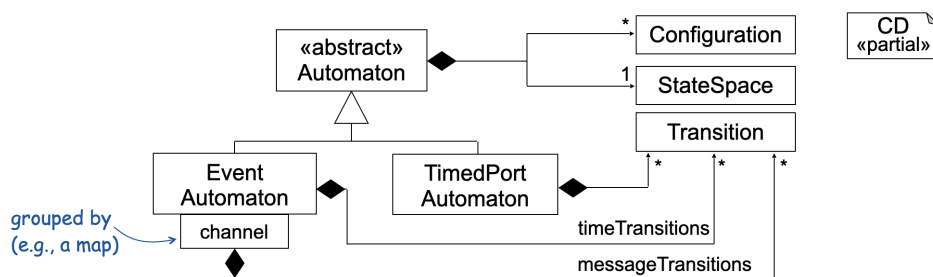 «abstract»
Automaton
*
Configuration
1
StateSpace
CD
«partial»
Transition
*
*
*
Event
Automaton
TimedPort
Automaton
grouped by
(e.g., a map)
channel
timeTransitions
messageTransitions